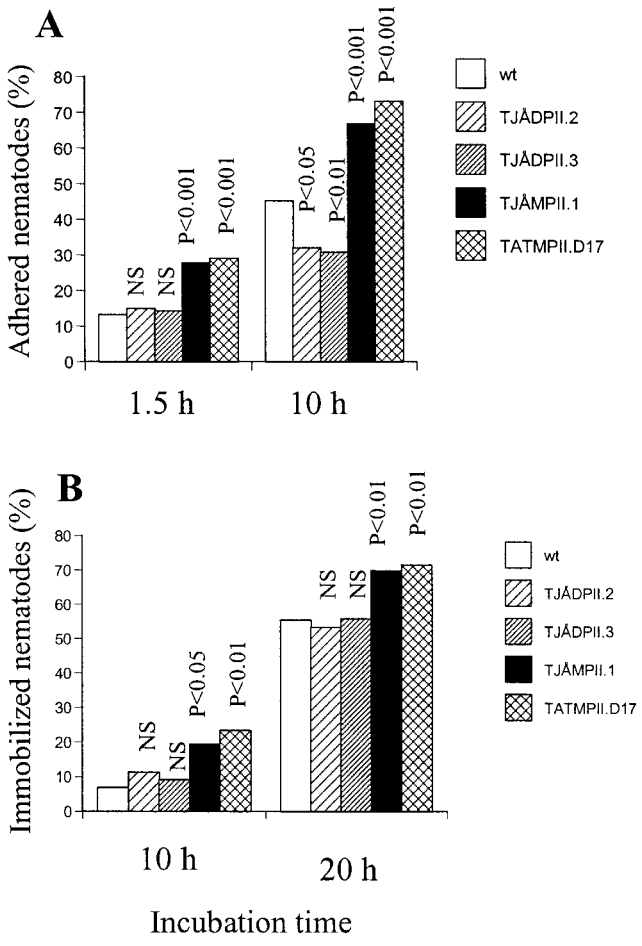 A
Adhered nematodes (%)
80
70
60
50
40
30
20
10
0
NS
NS
P<0.001
P<0.001
P<0.05
P<0.01
P<0.001
P<0.001
1.5 h
10 h
wt
TJÅDPII.2
TJÅDPII.3
TJÅMPII.1
TATMPII.D17
B
Immobilized nematodes (%)
80
70
60
50
40
30
20
10
0
NS
NS
P<0.05
P<0.01
NS
NS
P<0.01
P<0.01
10 h
20 h
wt
TJÅDPII.2
TJÅDPII.3
TJÅMPII.1
TATMPII.D17
Incubation time